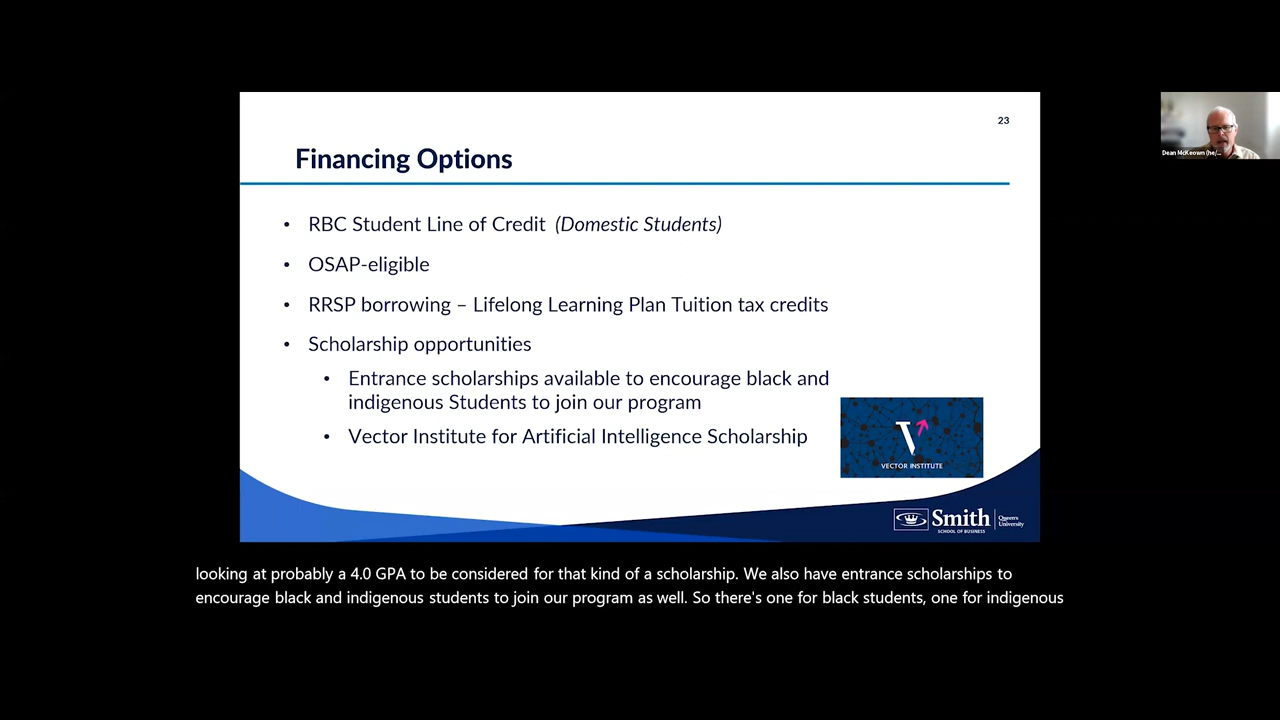 23
Financing Options
• RBC Student Line of Credit (Domestic Students)
• OSAP-eligible
• RRSP borrowing – Lifelong Learning Plan Tuition tax credits
• Scholarship opportunities
• Entrance scholarships available to encourage black and
indigenous Students to join our program
• Vector Institute for Artificial Intelligence Scholarship
VECTOR INSTITUTE
Smith
SCHOOL OF BUSINESS
Queen's
University
Dean McKeown (he/...
looking at probably a 4.0 GPA to be considered for that kind of a scholarship. We also have entrance scholarships to
encourage black and indigenous students to join our program as well. So there's one for black students, one for indigenous